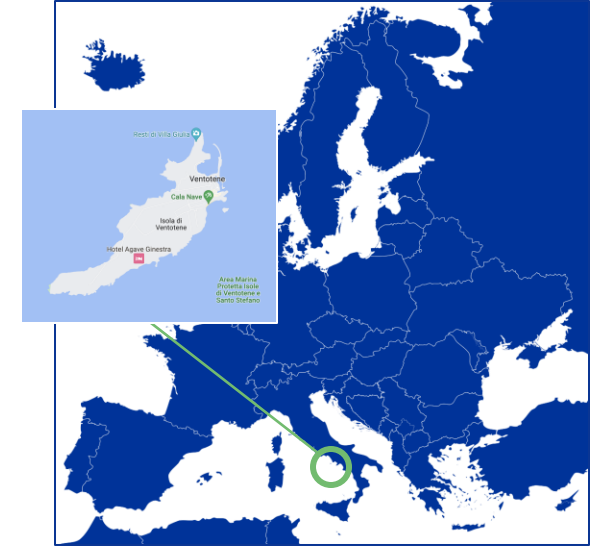 Resti di Villa Giulia
Ventotene
Cala Nave
Isola di
Ventotene
Hotel Agave Ginestra
Area Marina
Protetta Isole
di Ventotene e
Santo Stefano